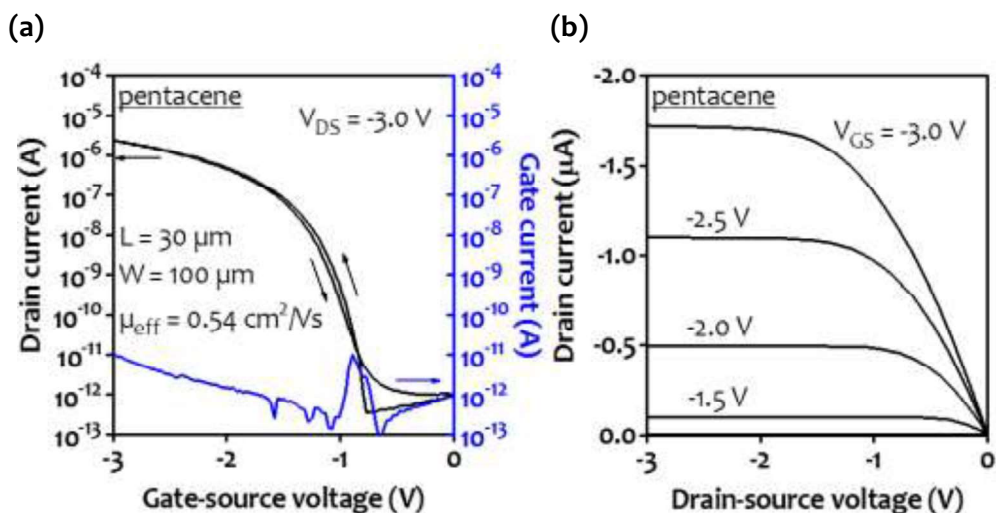 (a)
(b)
10⁻⁴
10⁻⁵
10⁻⁶
10⁻⁷
10⁻⁸
10⁻⁹
10⁻¹⁰
10⁻¹¹
10⁻¹²
10⁻¹³
Drain current (A)
pentacene
V_DS = -3.0 V
L = 30 µm
W = 100 µm
µ_eff = 0.54 cm²/Vs
10⁻⁴
10⁻⁵
10⁻⁶
10⁻⁷
10⁻⁸
10⁻⁹
10⁻¹⁰
10⁻¹¹
10⁻¹²
10⁻¹³
Gate current (A)
-3 -2 -1 0
Gate-source voltage (V)
-2.0
-1.5
-1.0
-0.5
0.0
Drain current (µA)
pentacene
V_GS = -3.0 V
-2.5 V
-2.0 V
-1.5 V
-3 -2 -1 0
Drain-source voltage (V)